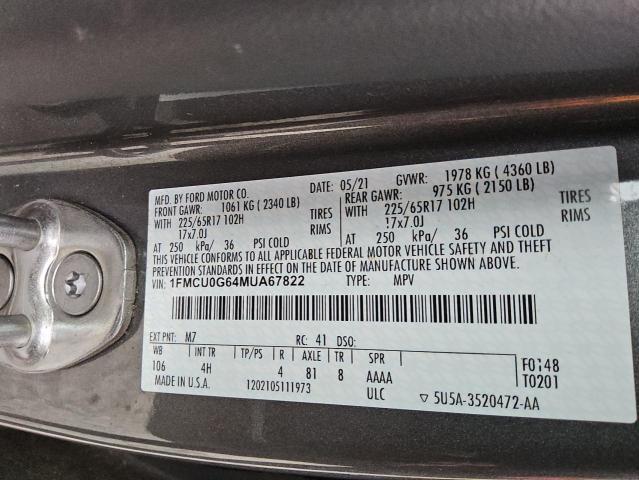 MFD. BY FORD MOTOR CO. DATE: 05/21 GVWR: 1978 KG ( 4360 LB)
FRONT GAWR: 1061 KG ( 2340 LB) REAR GAWR: 975 KG ( 2150 LB)
WITH 225/65R17 102H TIRES WITH 225/65R17 102H TIRES
17x7.0J RIMS 17x7.0J RIMS
AT 250 kPa/ 36 PSI COLD AT 250 kPa/ 36 PSI COLD
THIS VEHICLE CONFORMS TO ALL APPLICABLE FEDERAL MOTOR VEHICLE SAFETY AND THEFT
PREVENTION STANDARDS IN EFFECT ON THE DATE OF MANUFACTURE SHOWN ABOVE.
VIN: 1FMCU0G64MUA67822 TYPE: MPV
EXT PNT: M7 RC: 41 DSO:
WB INT TR TP/PS R AXLE TR SPR
106 4H 4 81 8 AAAA
ULC
F0148
T0201
MADE IN U.S.A. 1202105111973
▽ 5U5A-3520472-AA